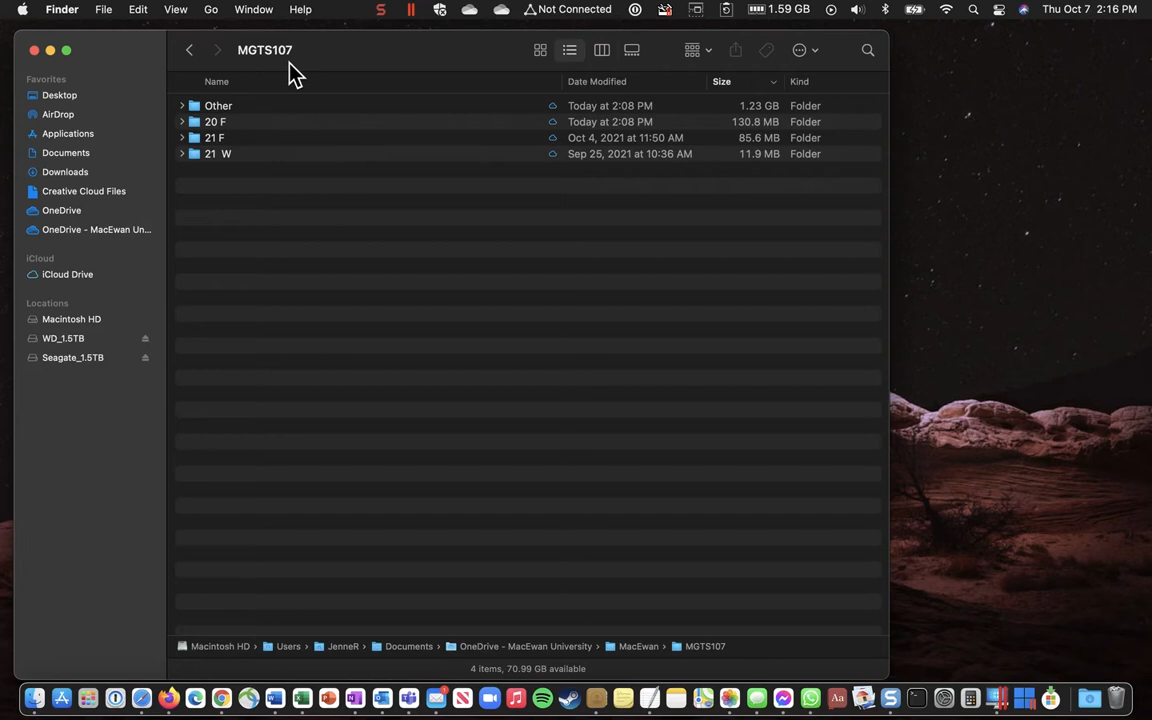 Finder File Edit View Go Window Help Not Connected 1.59 GB Thu Oct 7 2:16 PM
MGTS107
Favorites
Desktop
AirDrop
Applications
Documents
Downloads
Creative Cloud Files
OneDrive
OneDrive - MacEwan Un...
iCloud
iCloud Drive
Locations
Macintosh HD
WD_1.5TB
Seagate_1.5TB
Name Date Modified Size Kind
Other Today at 2:08 PM 1.23 GB Folder
20 F Today at 2:08 PM 130.8 MB Folder
21 F Oct 4, 2021 at 11:50 AM 85.6 MB Folder
21 W Sep 25, 2021 at 10:36 AM 11.9 MB Folder
Macintosh HD › Users › JenneR › Documents › OneDrive - MacEwan University › MacEwan › MGTS107
4 items, 70.99 GB available